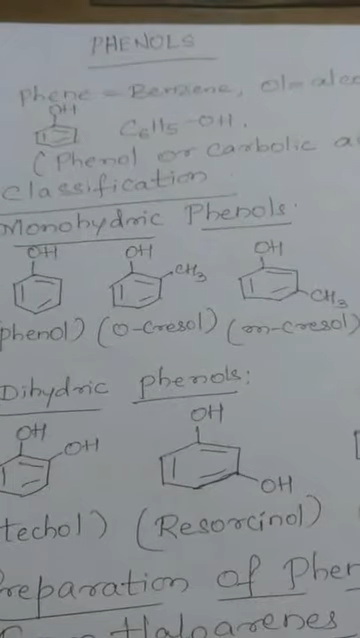 PHENOLS
Phene = Benzene, ol= alco
OH
C6H5-OH.
(Phenol or carbolic a
Classification
Monohydric Phenols:
OH OH OH
CH3
CH3
phenol) (o-cresol) (m-cresol)
Dihydric phenols:
OH
OH
OH
OH
techol) (Resorcinol)
reparation of Phen
Haloarenes